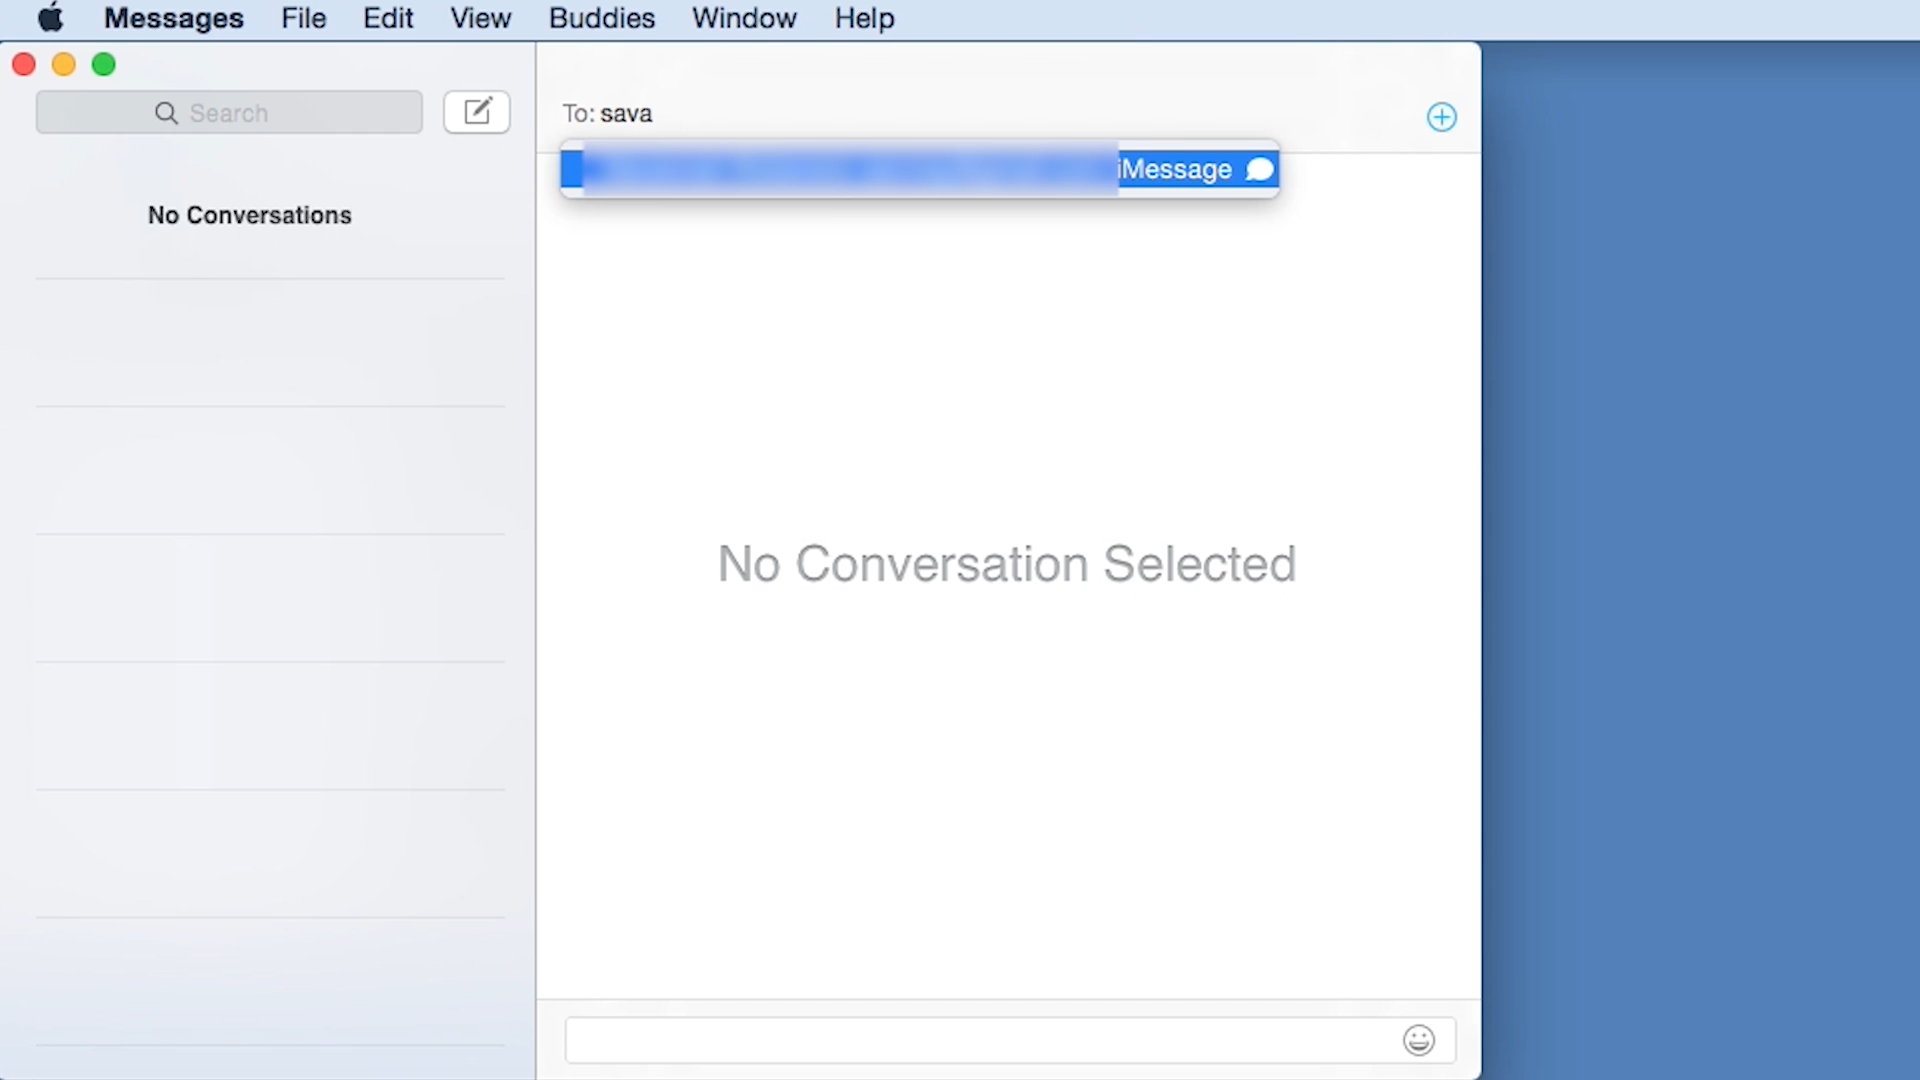 Messages File Edit View Buddies Window Help
Search
To: sava
iMessage
No Conversations
No Conversation Selected